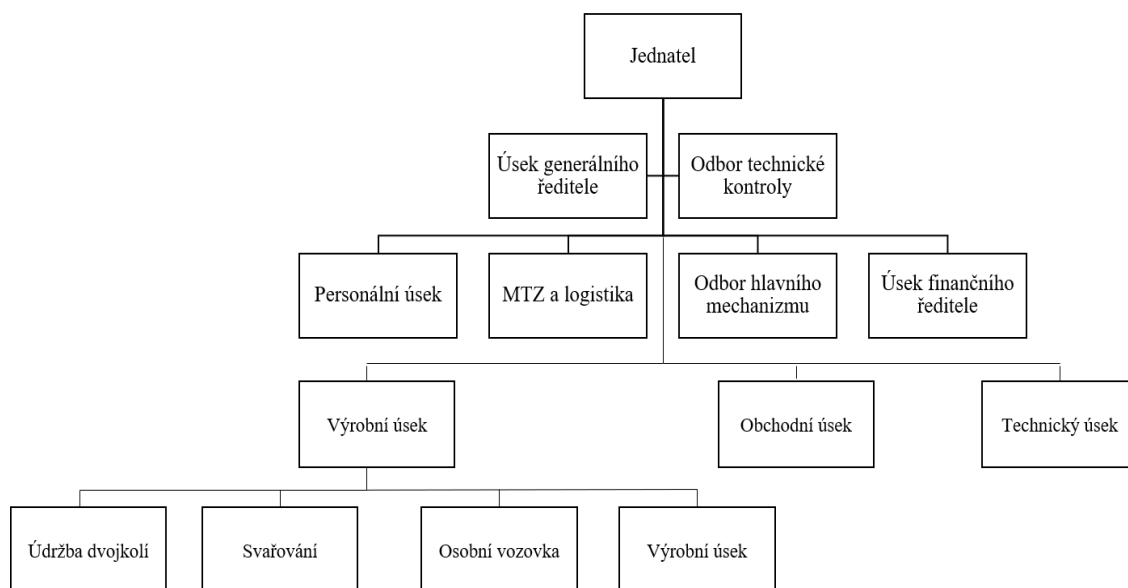 Jednatel
Úsek generálního
ředitele
Odbor technické
kontroly
Personální úsek
MTZ a logistika
Odbor hlavního
mechanizmu
Úsek finančního
ředitele
Výrobní úsek
Obchodní úsek
Technický úsek
Údržba dvojkolí
Svařování
Osobní vozovka
Výrobní úsek